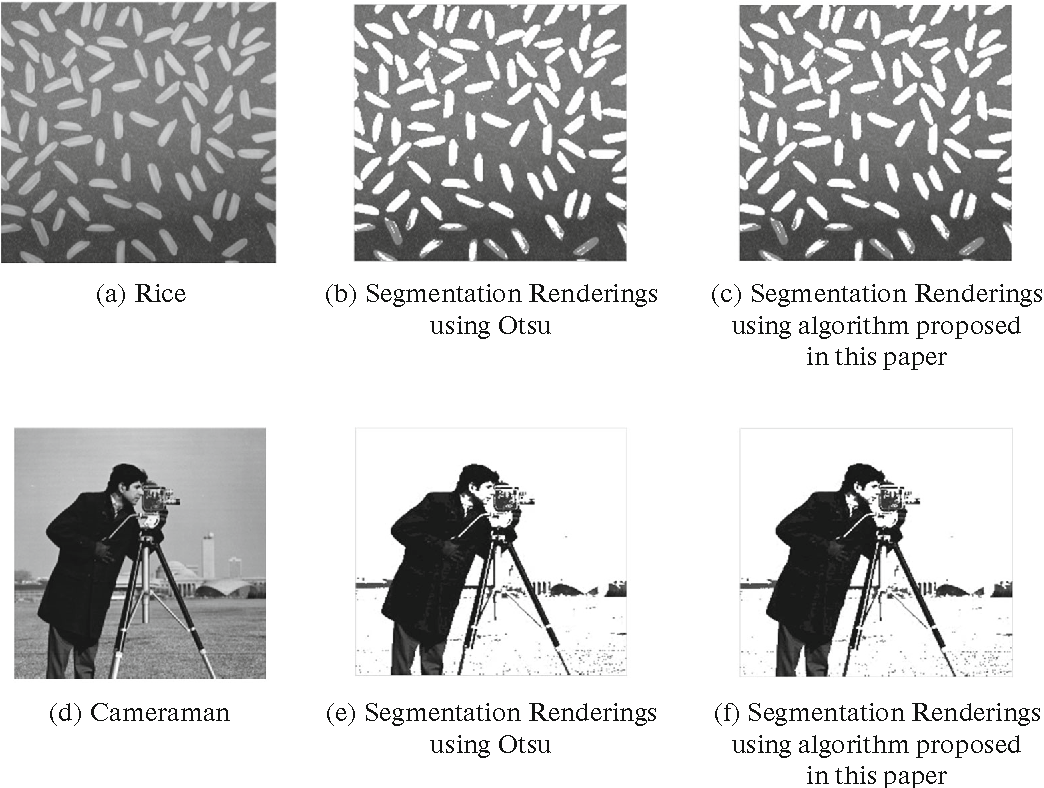 (a) Rice
(b) Segmentation Renderings
using Otsu
(c) Segmentation Renderings
using algorithm proposed
in this paper
(d) Cameraman
(e) Segmentation Renderings
using Otsu
(f) Segmentation Renderings
using algorithm proposed
in this paper